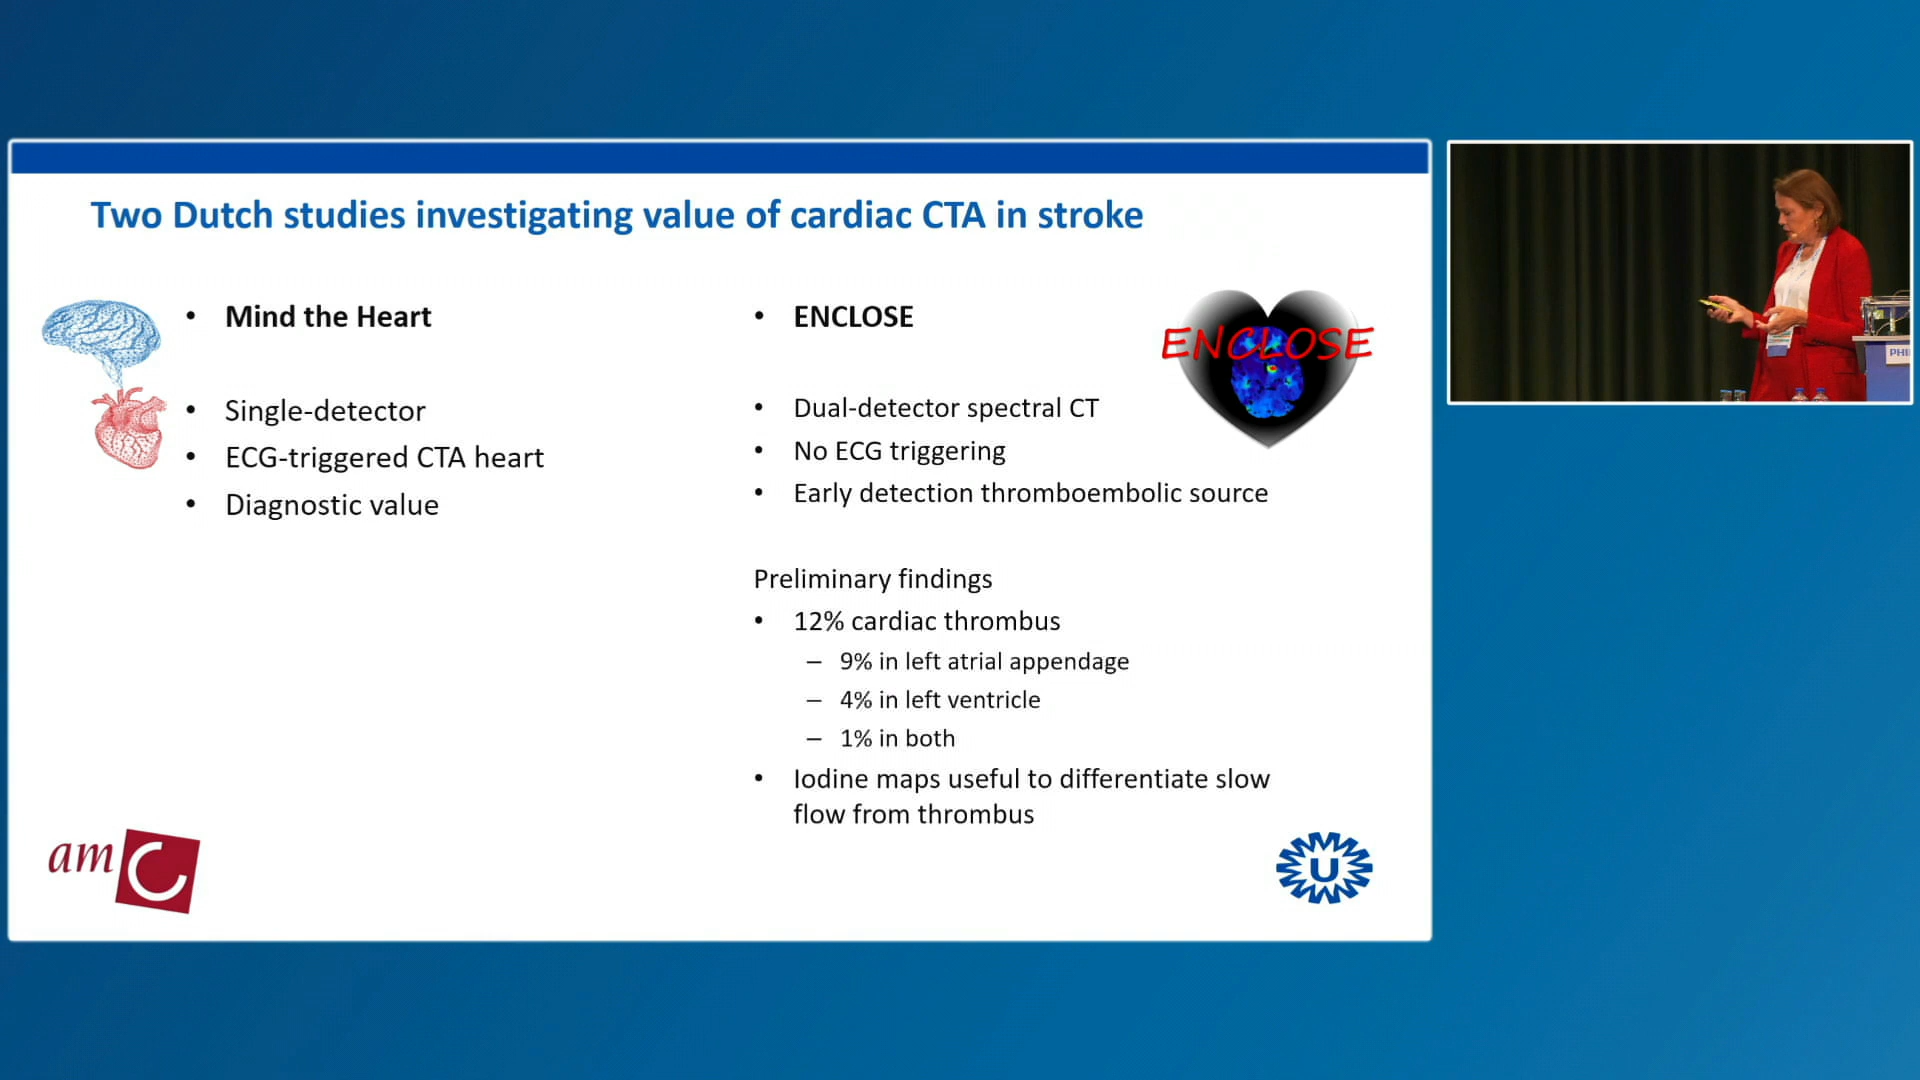 Two Dutch studies investigating value of cardiac CTA in stroke
• Mind the Heart
• Single-detector
• ECG-triggered CTA heart
• Diagnostic value
• ENCLOSE
ENCLOSE
• Dual-detector spectral CT
• No ECG triggering
• Early detection thromboembolic source
Preliminary findings
• 12% cardiac thrombus
– 9% in left atrial appendage
– 4% in left ventricle
– 1% in both
• Iodine maps useful to differentiate slow
flow from thrombus
amC
U
PHI